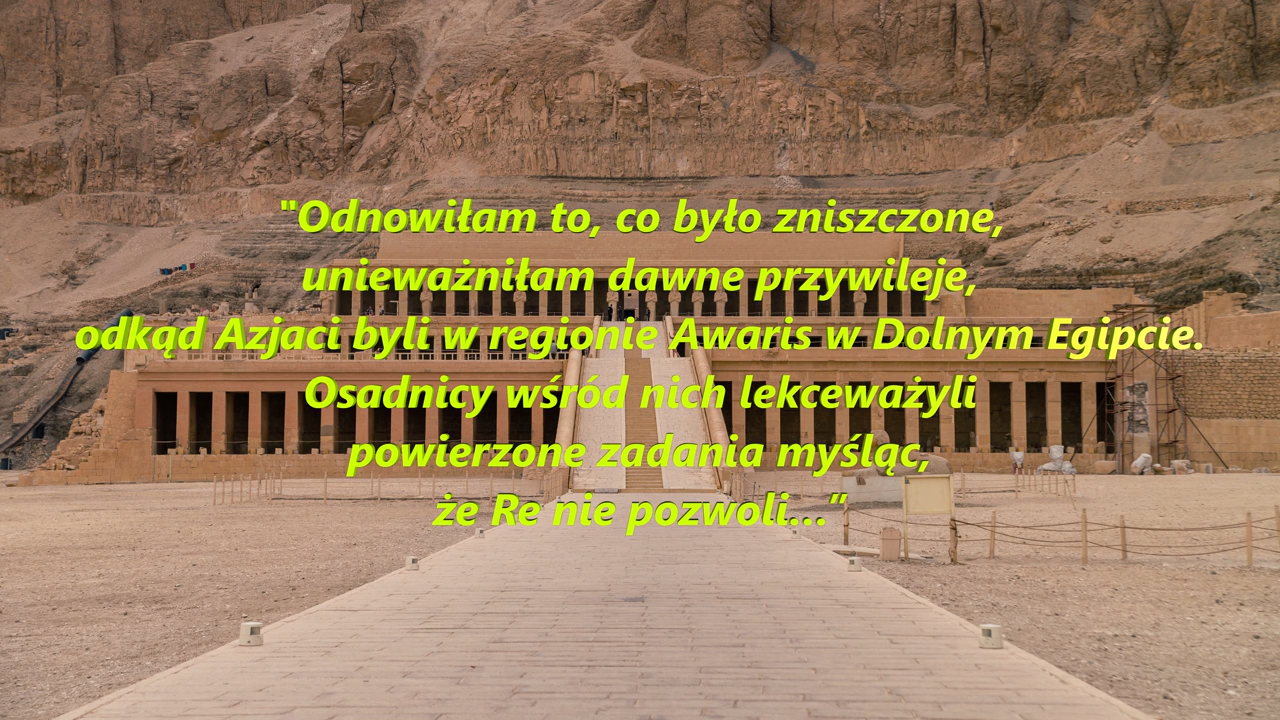 "Odnowiłam to, co było zniszczone,
unieważniłam dawne przywileje,
odkąd Azjaci byli w regionie Awaris w Dolnym Egipcie.
Osadnicy wśród nich lekceważyli
powierzone zadania myśląc,
że Re nie pozwoli..."